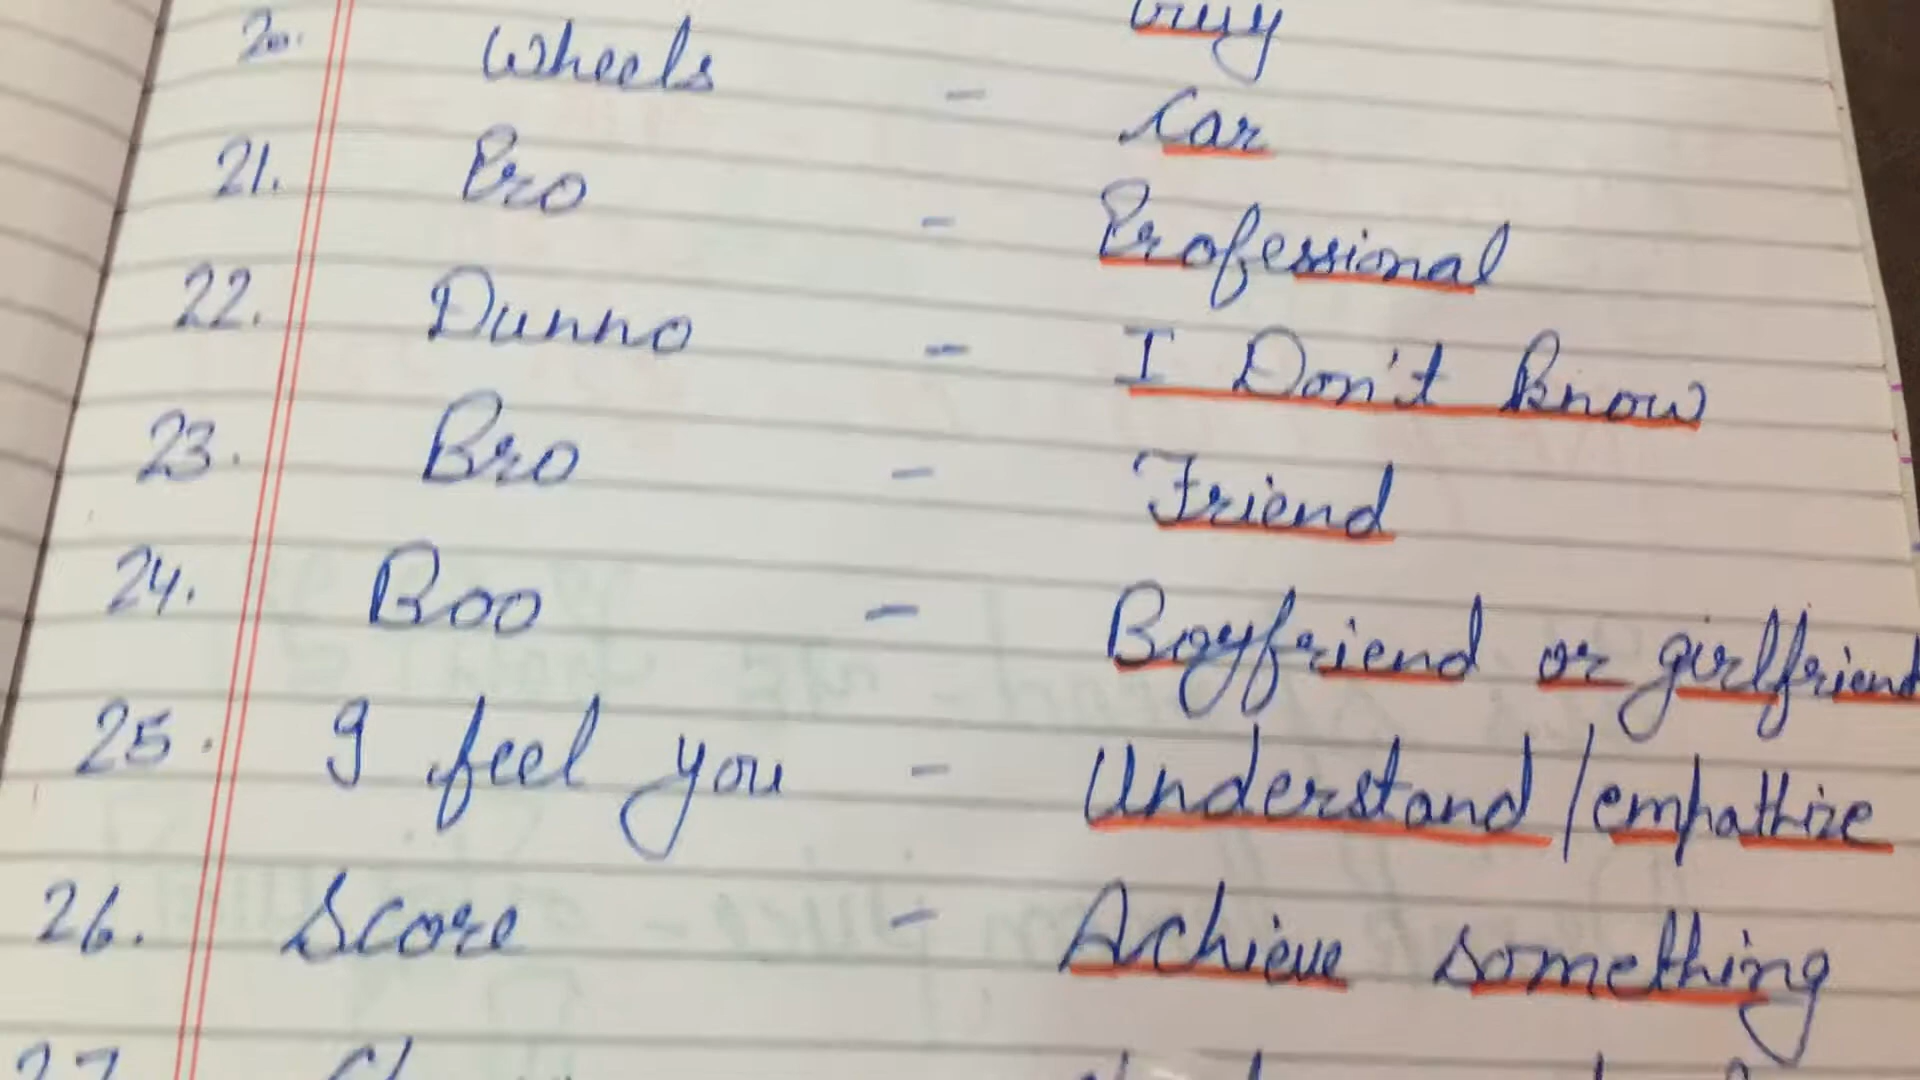 20. Wheels - Car
21. Pro - Professional
22. Dunno - I Don't Know
23. Bro - Friend
24. Boo - Boyfriend or girlfriend
25. I feel you - Understand/empathize
26. Score - Achieve something
27.